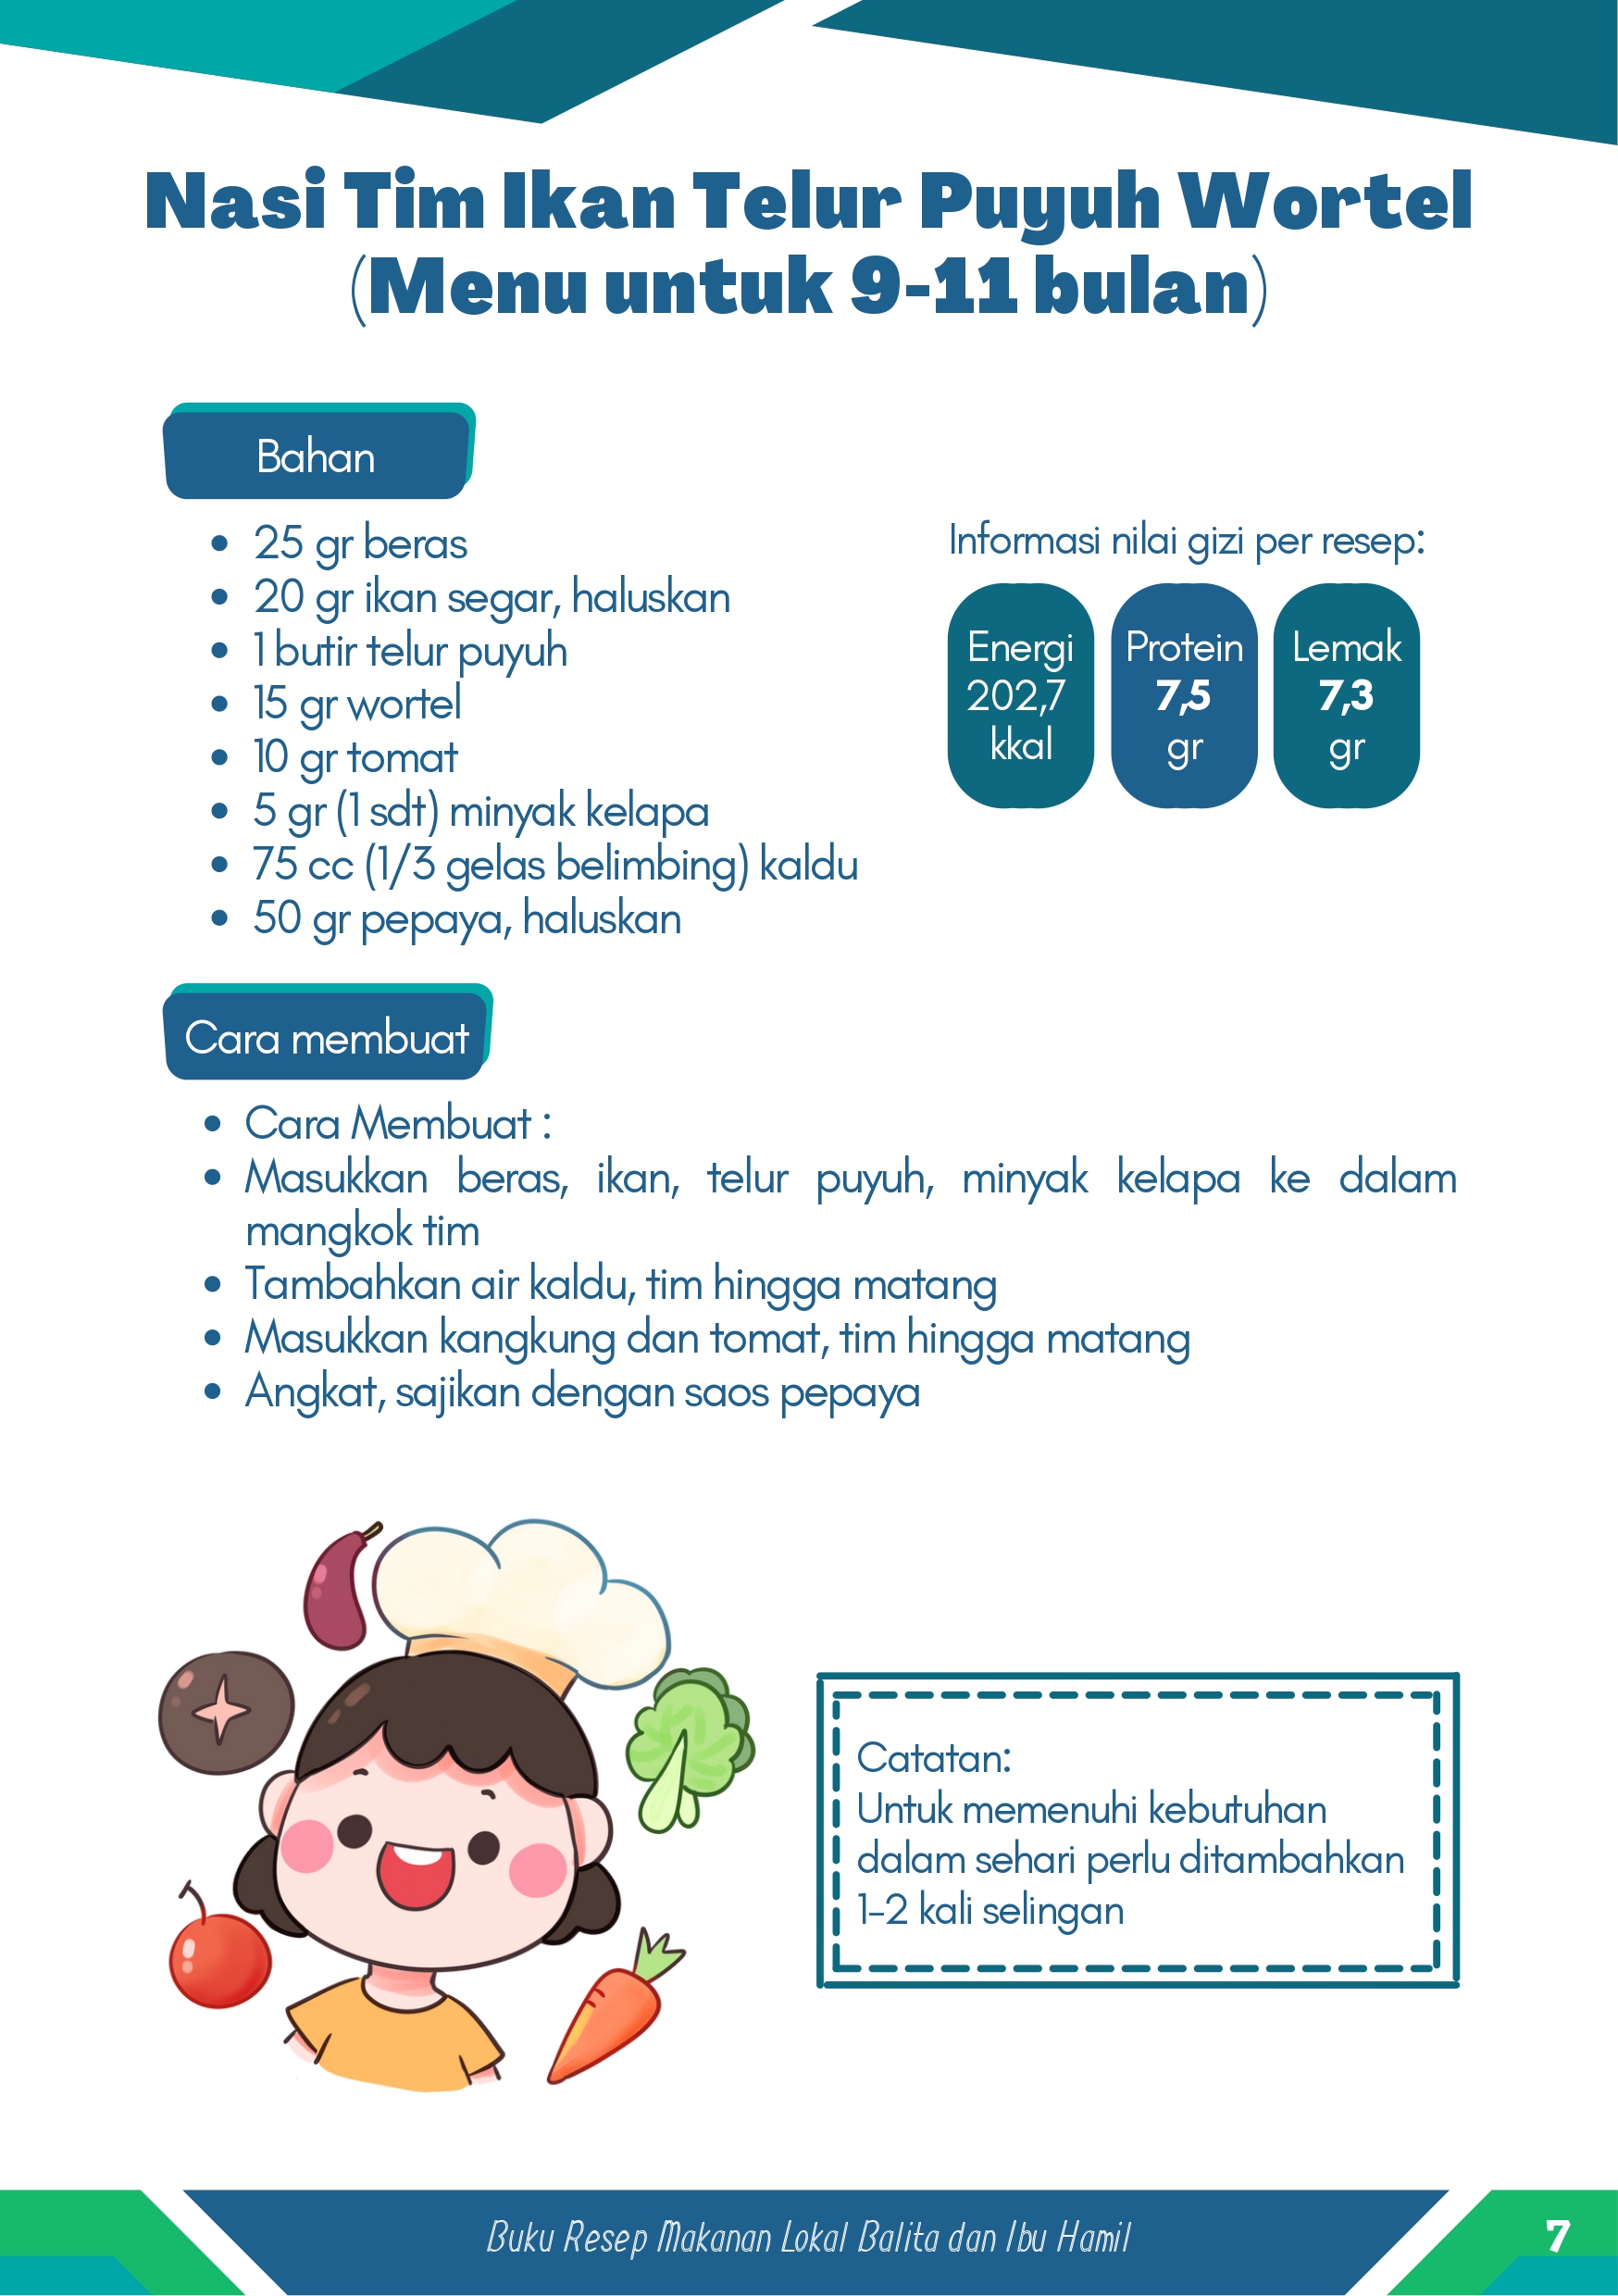 Nasi Tim Ikan Telur Puyuh Wortel
(Menu untuk 9-11 bulan)
Bahan
• 25 gr beras
• 20 gr ikan segar, haluskan
• 1 butir telur puyuh
• 15 gr wortel
• 10 gr tomat
• 5 gr (1 sdt) minyak kelapa
• 75 cc (1/3 gelas belimbing) kaldu
• 50 gr pepaya, haluskan
Informasi nilai gizi per resep:
Energi
202,7
kkal
Protein
7,5
gr
Lemak
7,3
gr
Cara membuat
• Cara Membuat :
• Masukkan beras, ikan, telur puyuh, minyak kelapa ke dalam
mangkok tim
• Tambahkan air kaldu, tim hingga matang
• Masukkan kangkung dan tomat, tim hingga matang
• Angkat, sajikan dengan saos pepaya
Catatan:
Untuk memenuhi kebutuhan
dalam sehari perlu ditambahkan
1-2 kali selingan
Buku Resep Makanan Lokal Balita dan Ibu Hamil
7